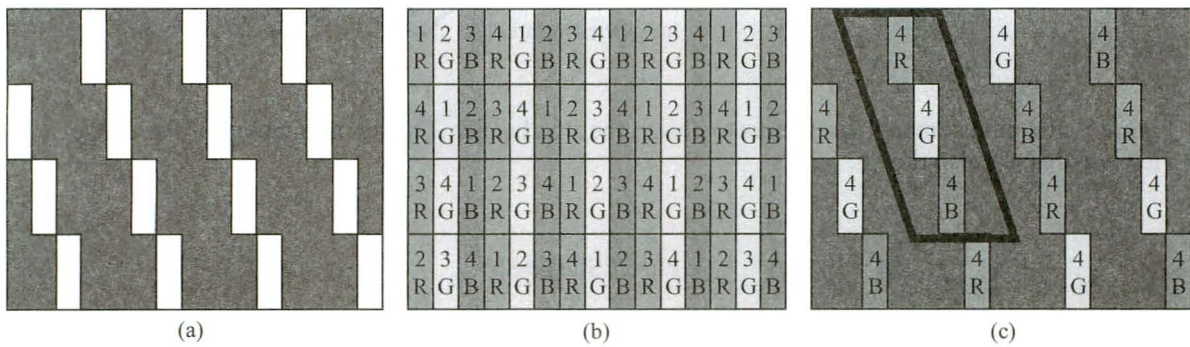 1 2 3 4 1 2 3 4 1 2 3 4 1 2 3
R G B R G B R G B R G B R G B
4 1 2 3 4 1 2 3 4 1 2 3 4 1 2
R G B R G B R G B R G B R G B
3 4 1 2 3 4 1 2 3 4 1 2 3 4 1
R G B R G B R G B R G B R G B
2 3 4 1 2 3 4 1 2 3 4 1 2 3 4
R G B R G B R G B R G B R G B
4 4 4
R G B
4 4 4 4
R G B R
4 4 4 4
G B R G
4 4 4 4
B R G B
(a)
(b)
(c)